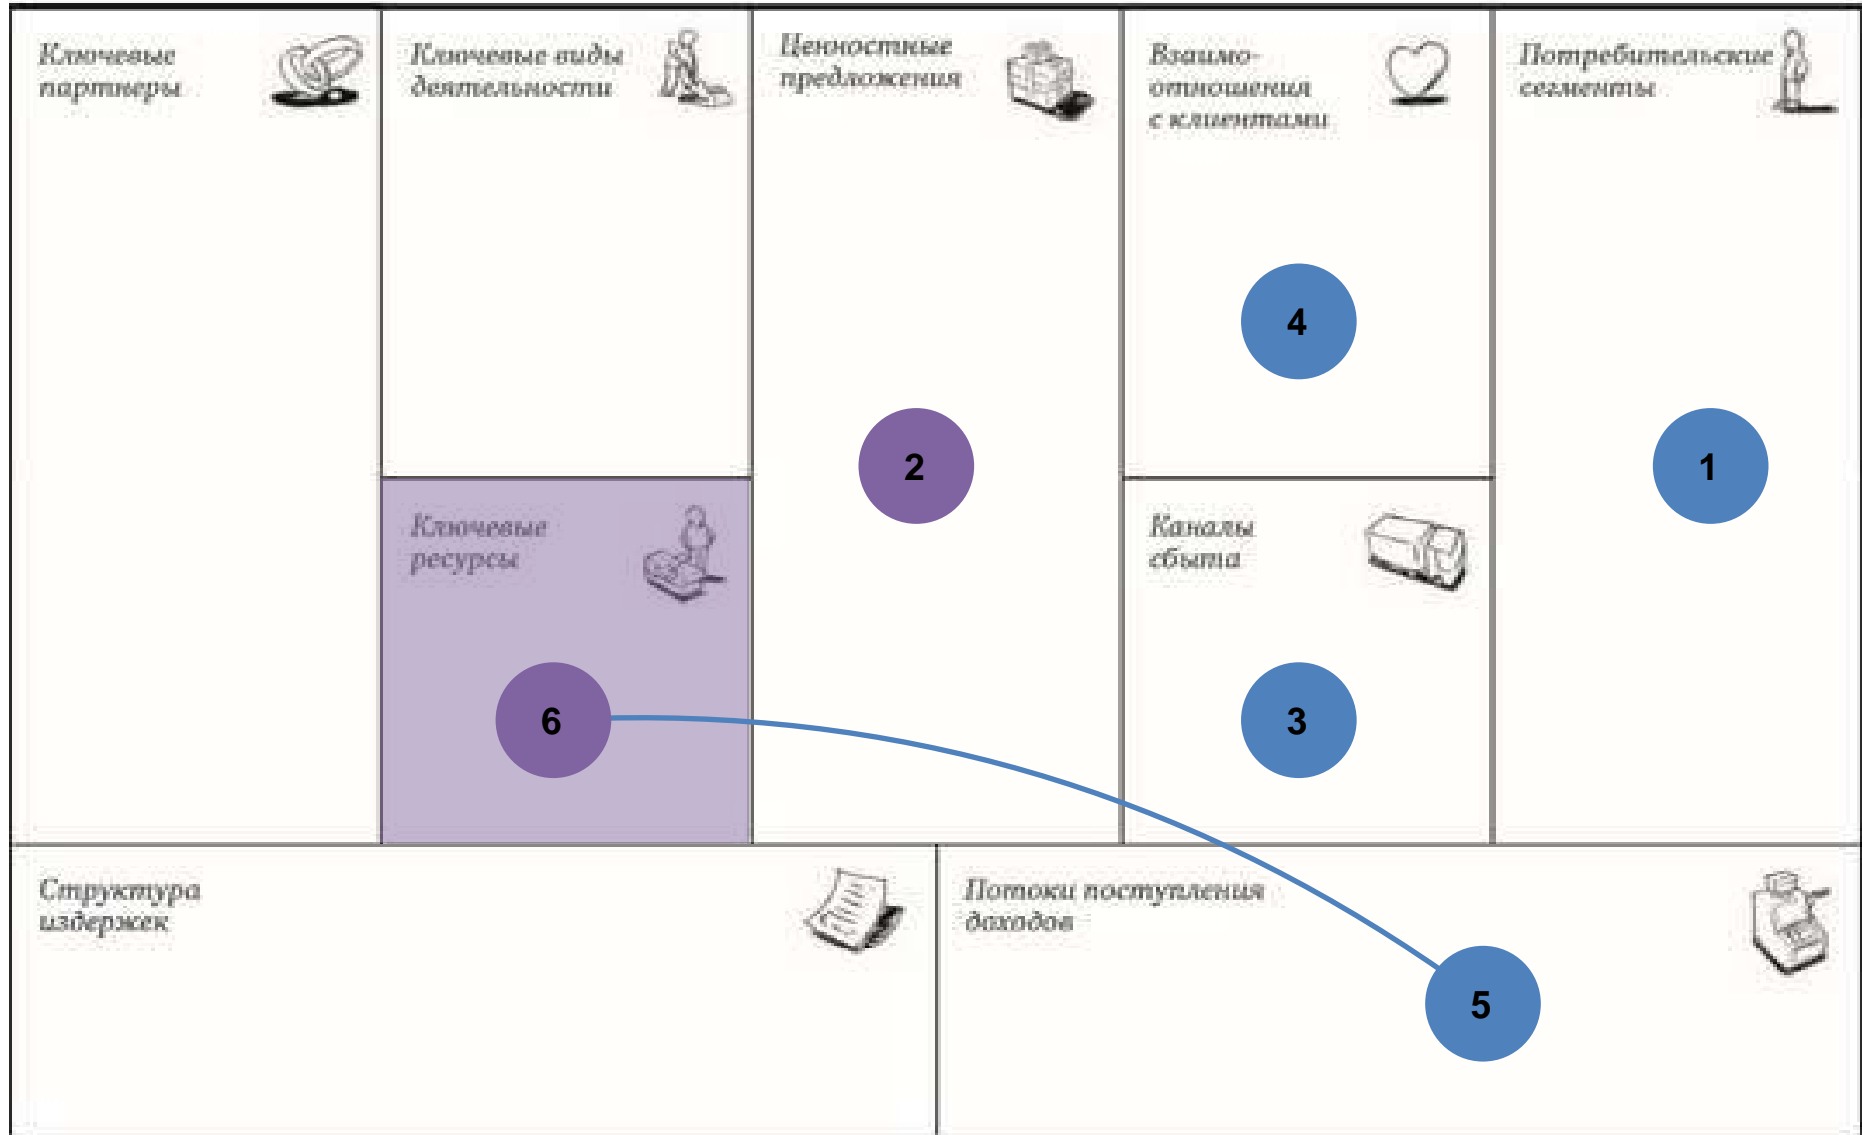 Ключевые
партнеры
Ключевые виды
деятельности
Ценностные
предложения
Взаимо-
отношения
с клиентами
Потребительские
сегменты
4
2
1
Ключевые
ресурсы
Каналы
сбыта
6
3
Структура
издержек
Потоки поступления
доходов
5